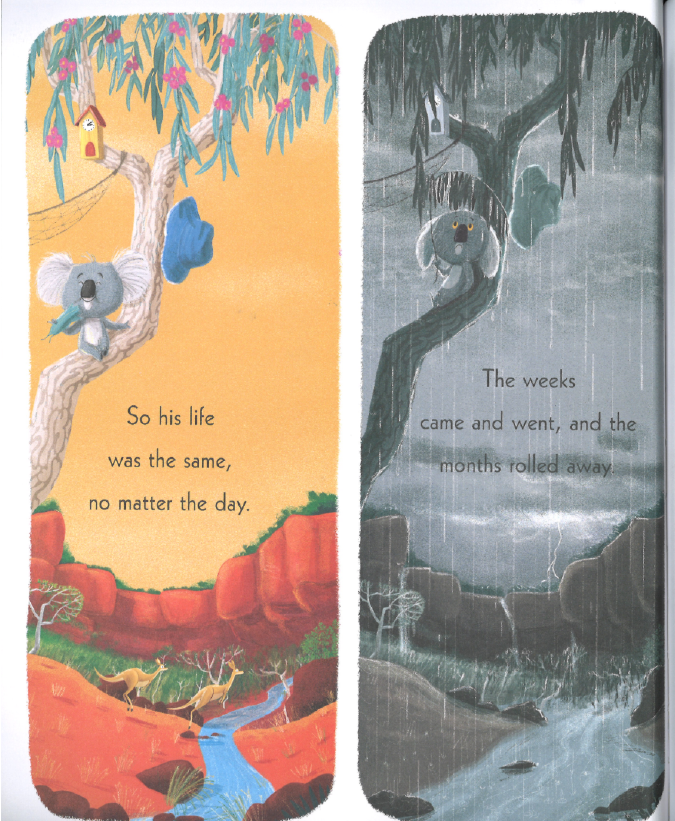 So his life
was the same,
no matter the day.
The weeks
came and went, and the
months rolled away.